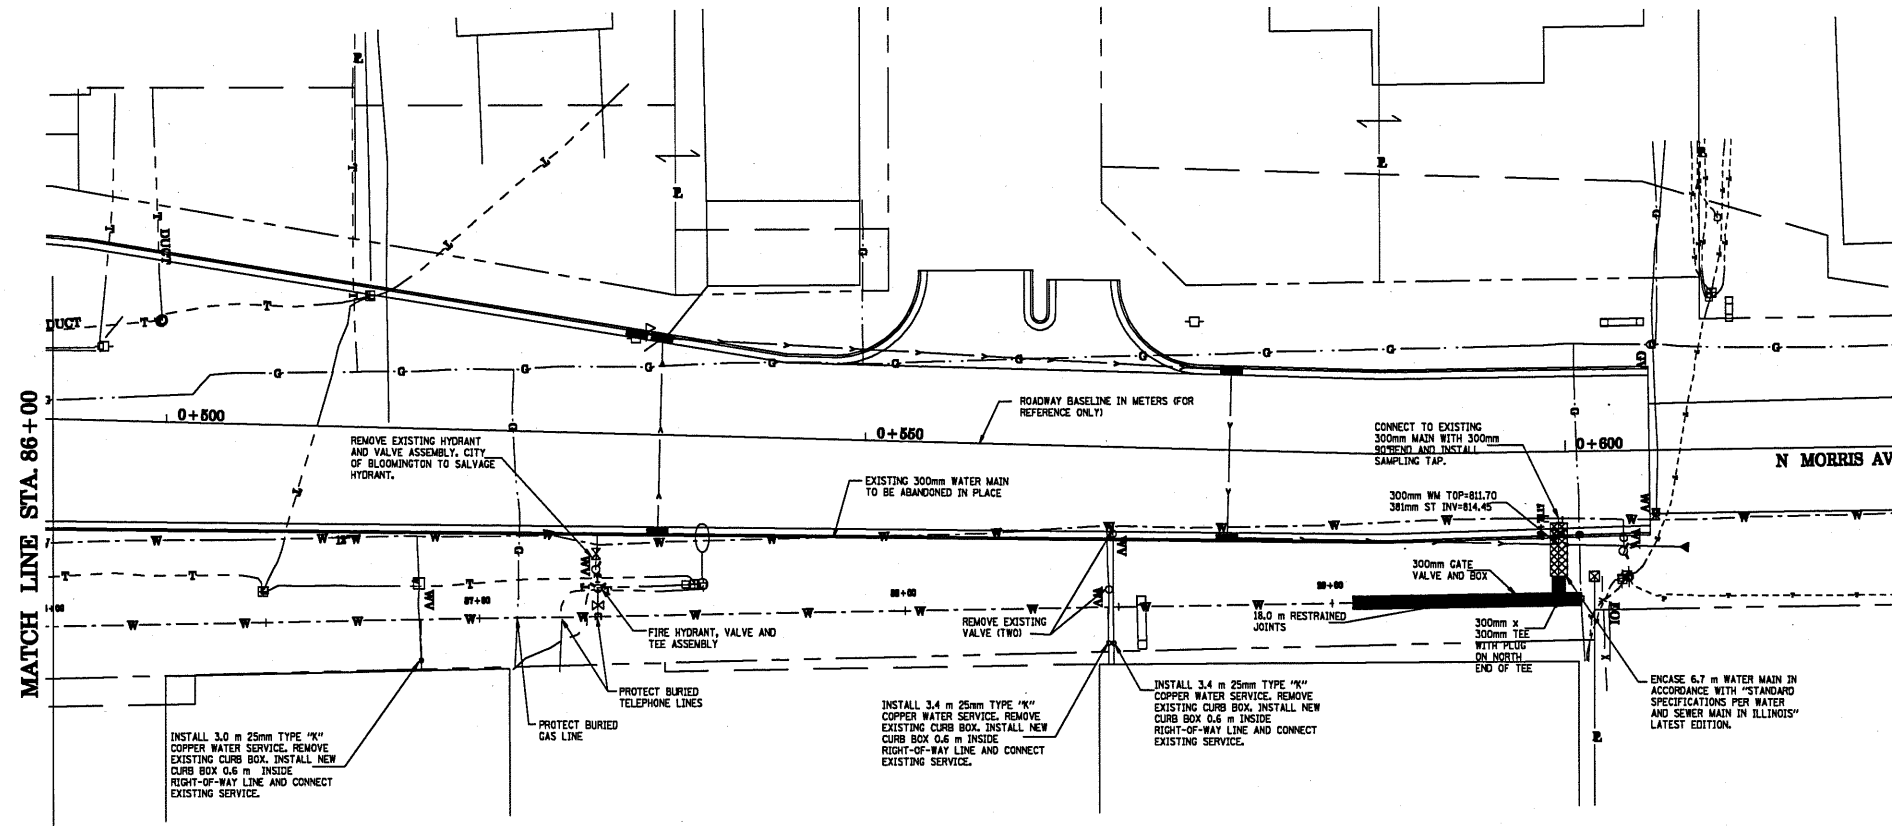 MATCH LINE STA. 86+00
DUCT
DUCT
0+500
0+550
0+600
N MORRIS AV
ROADWAY BASELINE IN METERS (FOR
REFERENCE ONLY)
REMOVE EXISTING HYDRANT
AND VALVE ASSEMBLY. CITY
OF BLOOMINGTON TO SALVAGE
HYDRANT.
EXISTING 300mm WATER MAIN
TO BE ABANDONED IN PLACE
CONNECT TO EXISTING
300mm MAIN WITH 300mm
90°BEND AND INSTALL
SAMPLING TAP.
300mm WM TOP=811.70
381mm ST INV=814.45
300mm GATE
VALVE AND BOX
18.0 m RESTRAINED
JOINTS
300mm x
300mm TEE
WITH PLUG
ON NORTH
END OF TEE
REMOVE EXISTING
VALVE (TWO)
FIRE HYDRANT, VALVE AND
TEE ASSEMBLY
PROTECT BURIED
TELEPHONE LINES
PROTECT BURIED
GAS LINE
INSTALL 3.0 m 25mm TYPE "K"
COPPER WATER SERVICE. REMOVE
EXISTING CURB BOX. INSTALL NEW
CURB BOX 0.6 m INSIDE
RIGHT-OF-WAY LINE AND CONNECT
EXISTING SERVICE.
INSTALL 3.4 m 25mm TYPE "K"
COPPER WATER SERVICE. REMOVE
EXISTING CURB BOX. INSTALL NEW
CURB BOX 0.6 m INSIDE
RIGHT-OF-WAY LINE AND CONNECT
EXISTING SERVICE.
INSTALL 3.4 m 25mm TYPE "K"
COPPER WATER SERVICE. REMOVE
EXISTING CURB BOX. INSTALL NEW
CURB BOX 0.6 m INSIDE
RIGHT-OF-WAY LINE AND CONNECT
EXISTING SERVICE.
ENCASE 6.7 m WATER MAIN IN
ACCORDANCE WITH "STANDARD
SPECIFICATIONS PER WATER
AND SEWER MAIN IN ILLINOIS"
LATEST EDITION.